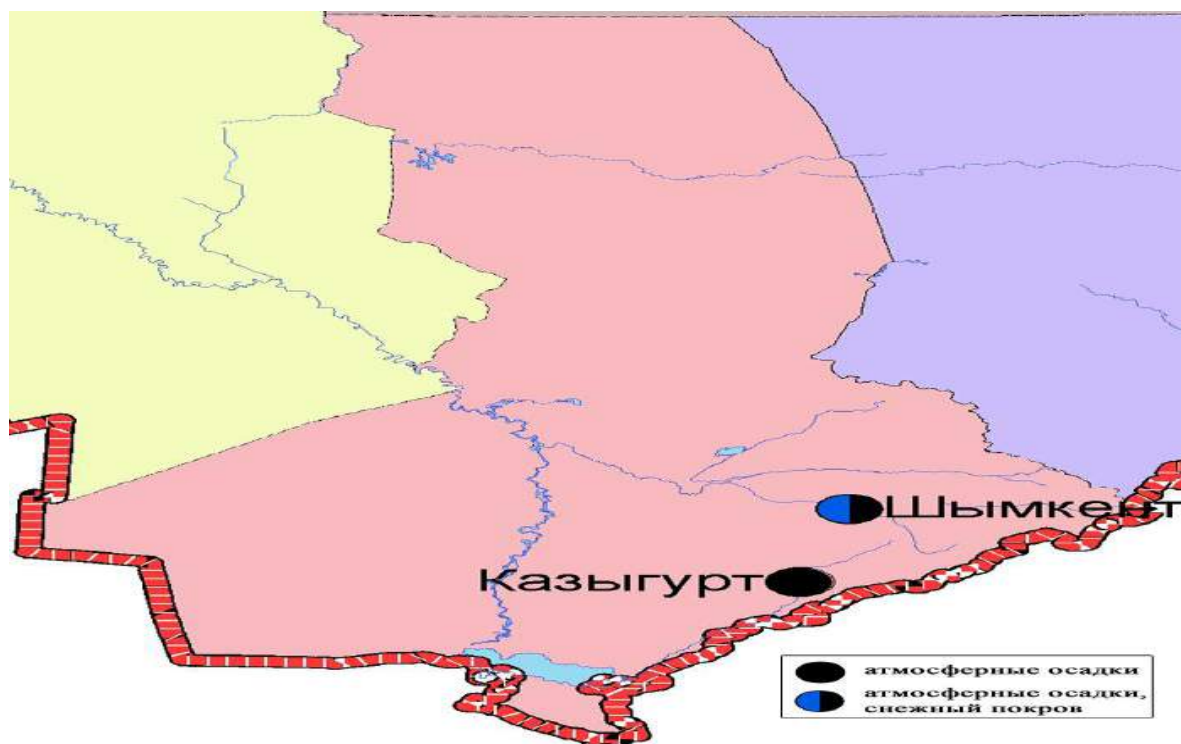 Шымкент
Казыгурт
атмосферные осадки
атмосферные осадки,
снежный покров